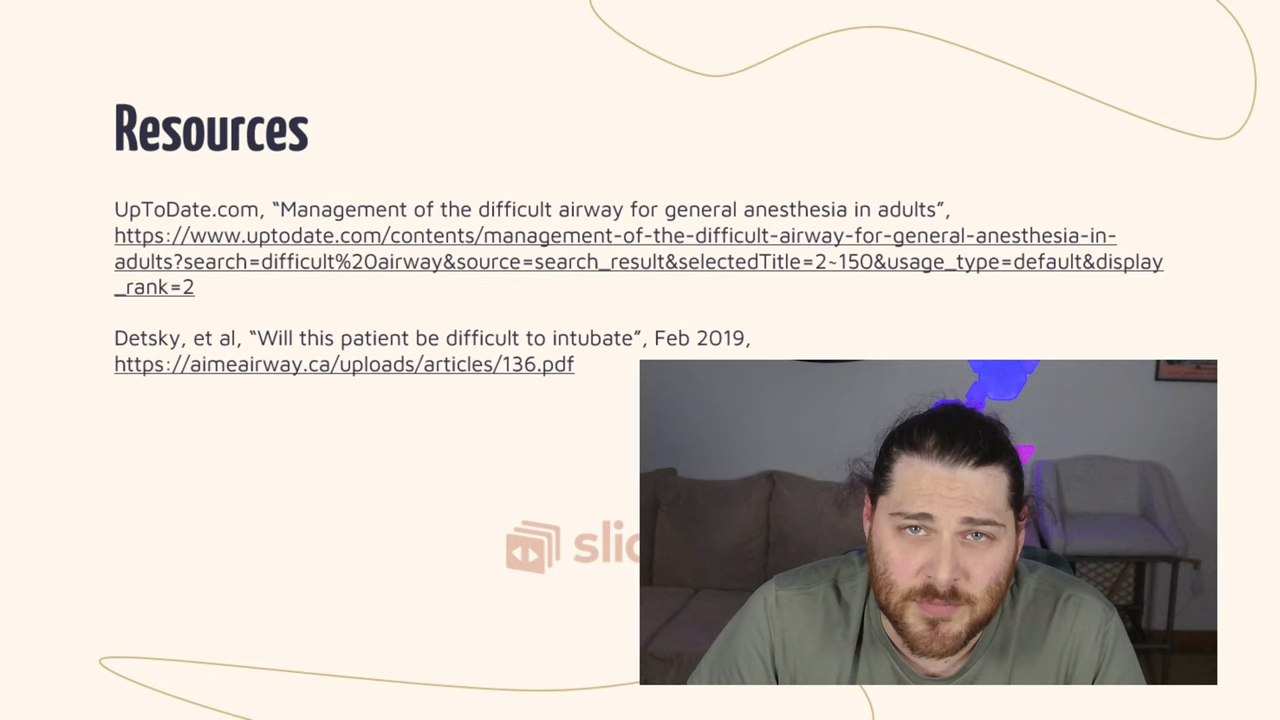 Resources
UpToDate.com, “Management of the difficult airway for general anesthesia in adults”,
https://www.uptodate.com/contents/management-of-the-difficult-airway-for-general-anesthesia-in-
adults?search=difficult%20airway&source=search_result&selectedTitle=2~150&usage_type=default&display
_rank=2
Detsky, et al, “Will this patient be difficult to intubate”, Feb 2019,
https://aimeairway.ca/uploads/articles/136.pdf